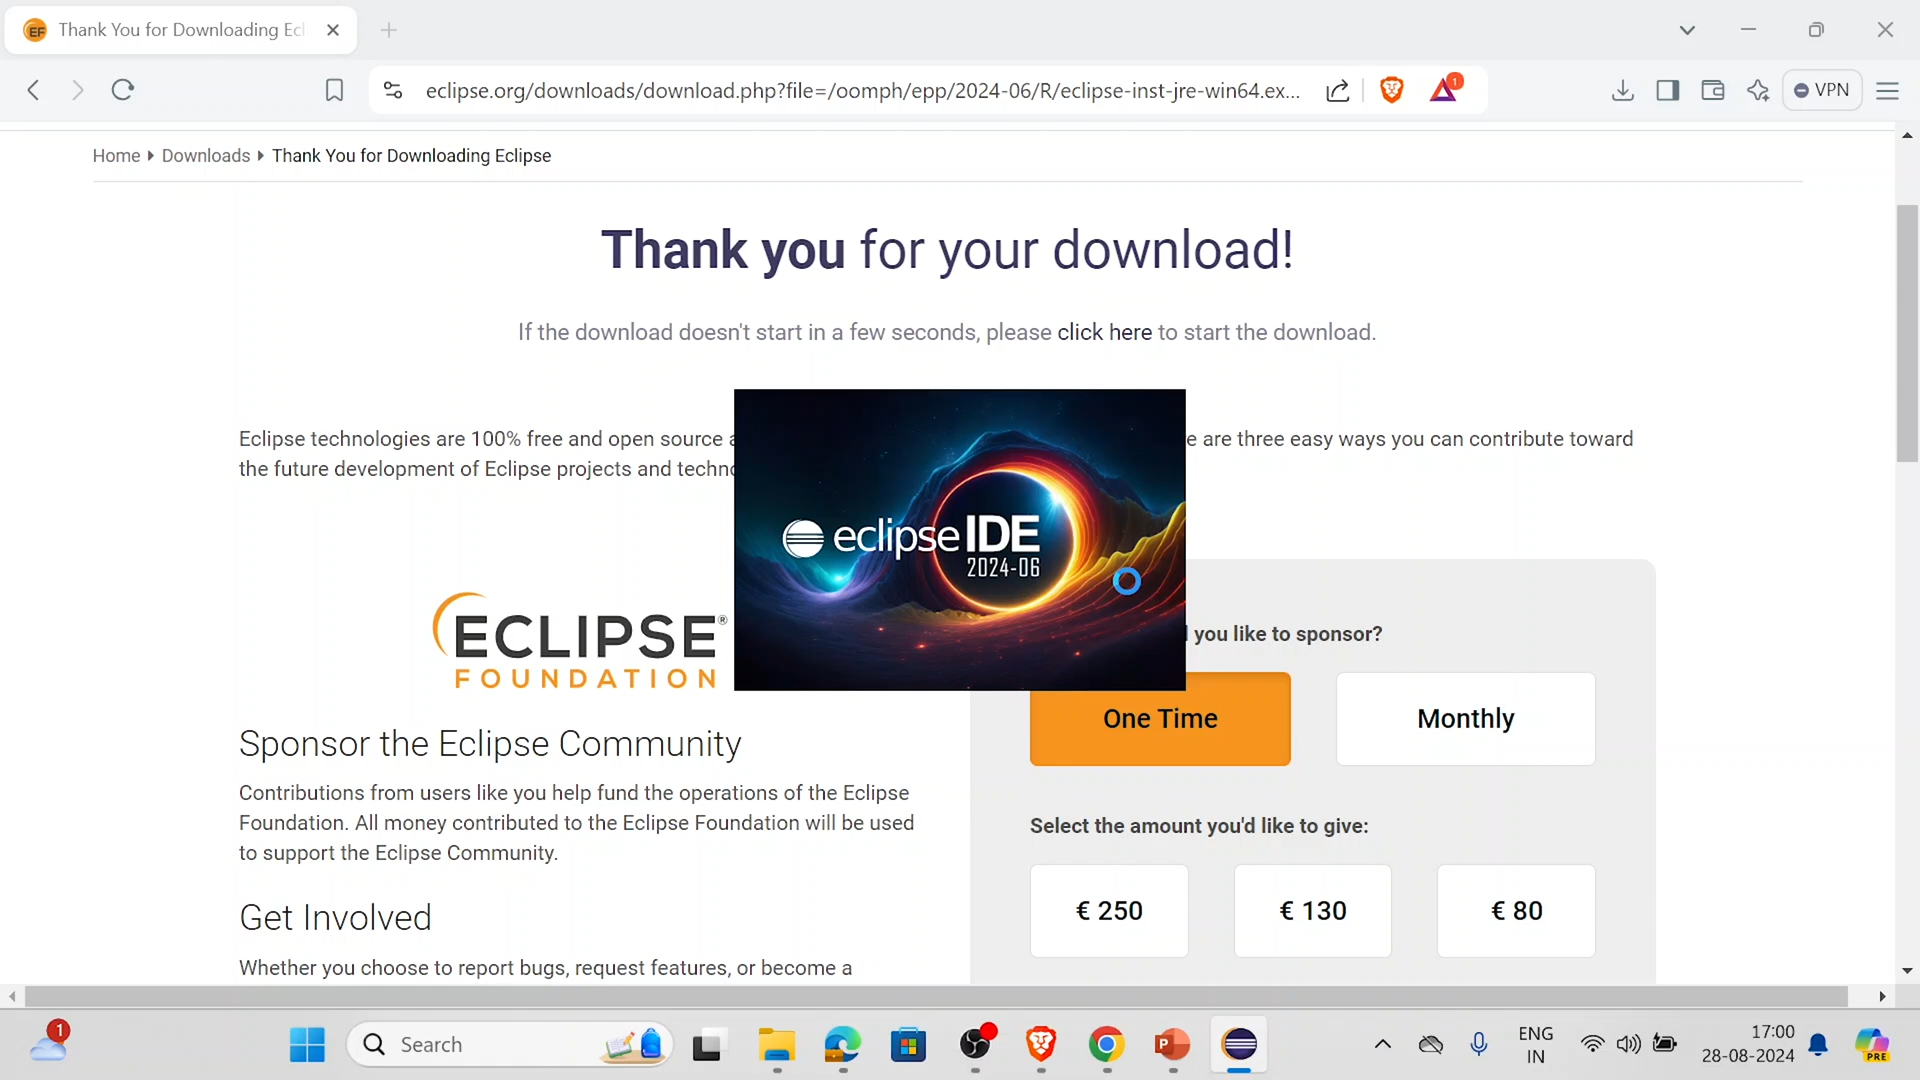 Thank You for Downloading Ecl
eclipse.org/downloads/download.php?file=/oomph/epp/2024-06/R/eclipse-inst-jre-win64.ex...
1
VPN
Home Downloads Thank You for Downloading Eclipse
Thank you for your download!
If the download doesn't start in a few seconds, please click here to start the download.
Eclipse technologies are 100% free and open source
e are three easy ways you can contribute toward
the future development of Eclipse projects and techno
eclipse IDE
2024-06
ECLIPSE®
FOUNDATION
you like to sponsor?
One Time
Monthly
Sponsor the Eclipse Community
Contributions from users like you help fund the operations of the Eclipse
Foundation. All money contributed to the Eclipse Foundation will be used
to support the Eclipse Community.
Select the amount you'd like to give:
€ 250
€ 130
€ 80
Get Involved
Whether you choose to report bugs, request features, or become a
1
Search
ENG
IN
17:00
28-08-2024
PRE